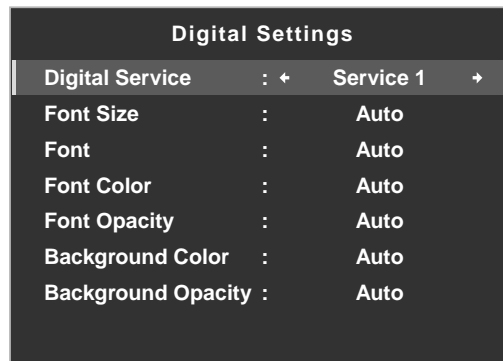 Digital Settings
Digital Service : Service 1
Font Size : Auto
Font : Auto
Font Color : Auto
Font Opacity : Auto
Background Color : Auto
Background Opacity : Auto